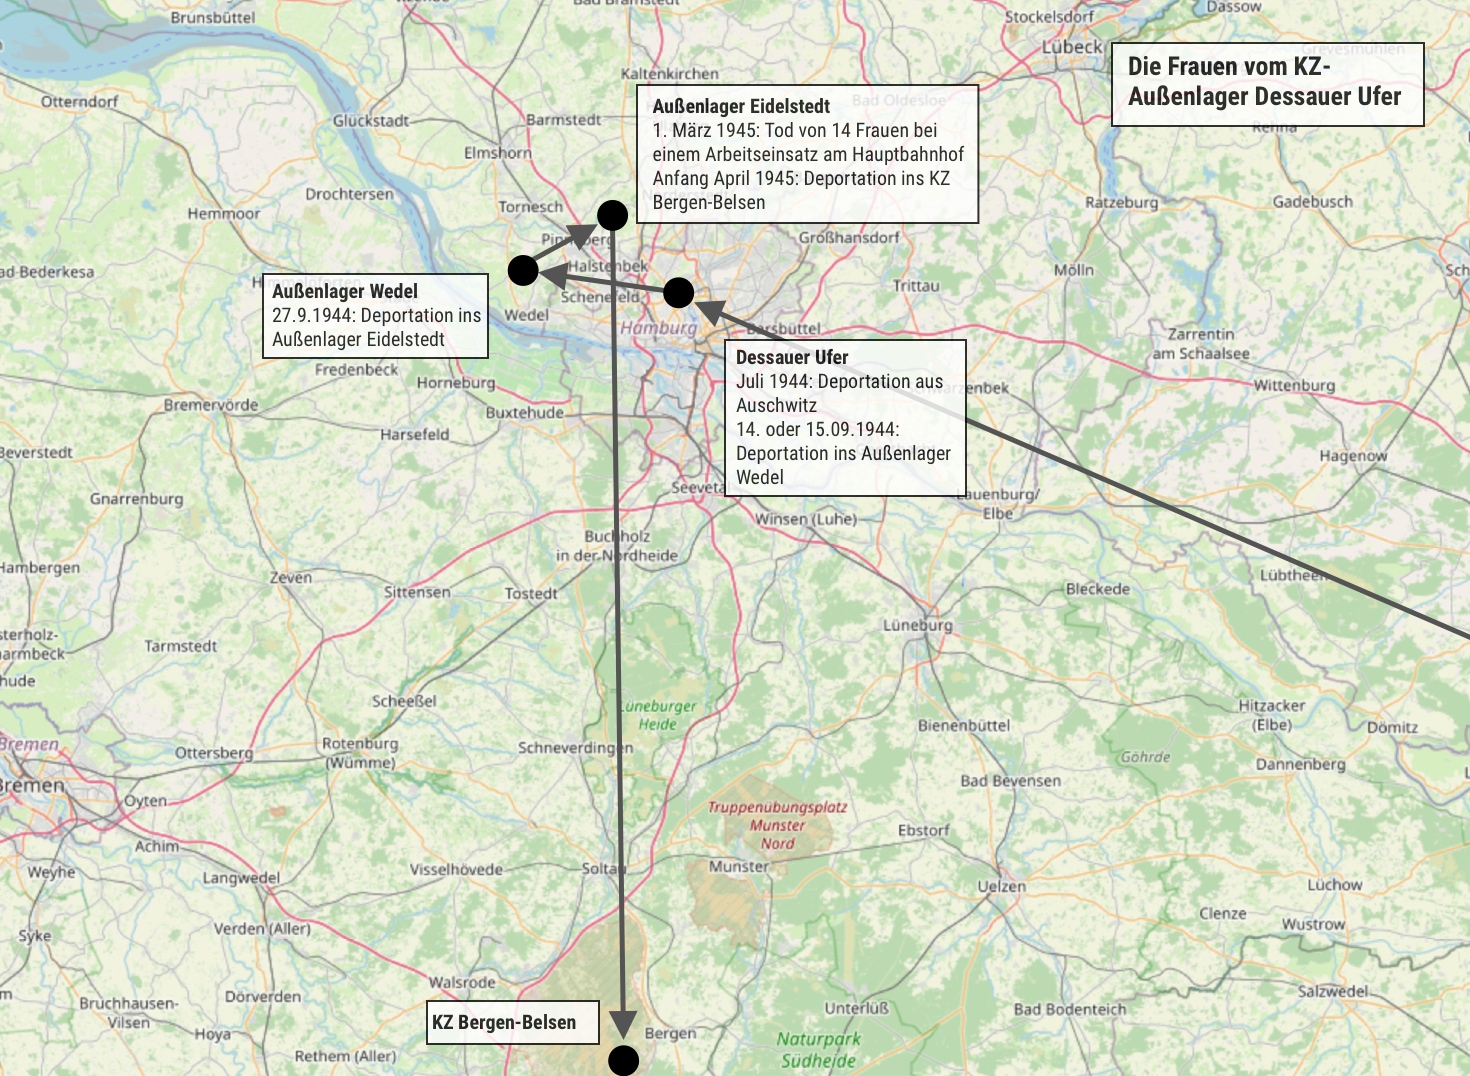 Brunsbüttel
Bad Bramstedt
Dassow
Stockelsdorf
Lübeck
Grevesmühlen
Die Frauen vom KZ-
Außenlager Dessauer Ufer
Kaltenkirchen
Otterndorf
Glückstadt
Barmstedt
Außenlager Eidelstedt
1. März 1945: Tod von 14 Frauen bei
einem Arbeitseinsatz am Hauptbahnhof
Anfang April 1945: Deportation ins KZ
Bergen-Belsen
Bad Oldesloe
Rehna
Elmshorn
Drochtersen
Hemmoor
Tornesch
Ratzeburg
Gadebusch
Pinneberg
Großhansdorf
ad-Bederkesa
Halstenbek
Mölln
Sch
Trittau
Außenlager Wedel
27.9.1944: Deportation ins
Außenlager Eidelstedt
Schenefeld
Wedel
Hamburg
Barsbüttel
Zarrentin
am Schaalsee
Dessauer Ufer
Juli 1944: Deportation aus
Auschwitz
14. oder 15.09.1944:
Deportation ins Außenlager
Wedel
Fredenbeck
Horneburg
warzenbek
Wittenburg
Bremervörde
Buxtehude
Harsefeld
Beverstedt
Hagenow
Gnarrenburg
Seevetal
Lauenburg/
Elbe
Winsen (Luhe)
Buchholz
in der Nordheide
Hambergen
Zeven
Sittensen
Tostedt
Bleckede
Lübtheen
Lüneburg
sterholz-
harmbeck
Tarmstedt
hude
Scheeßel
Lüneburger
Heide
Hitzacker
(Elbe)
Dömitz
Bienenbüttel
Bremen
Ottersberg
Rotenburg
(Wümme)
Schneverdingen
Göhrde
Dannenberg
Bremen
Bad Bevensen
Oyten
Truppenübungsplatz
Munster
Nord
Ebstorf
Achim
Weyhe
Langwedel
Visselhövede
Soltau
Munster
Uelzen
Lüchow
Clenze
Wustrow
Syke
Verden (Aller)
Walsrode
Dörverden
Bruchhausen-
Vilsen
Salzwedel
Unterlüß
Bad Bodenteich
KZ Bergen-Belsen
Bergen
Hoya
Rethem (Aller)
Naturpark
Südheide